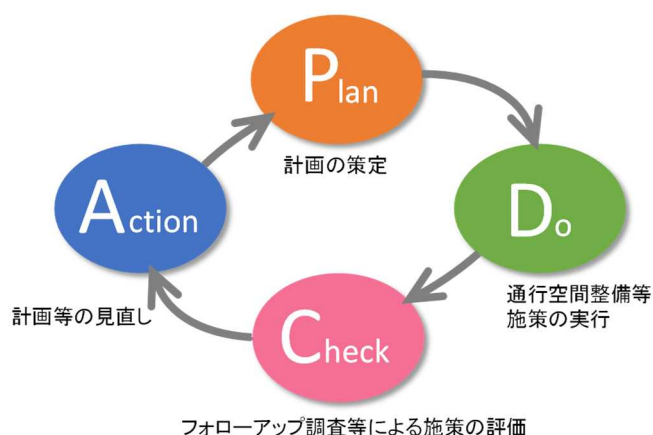 Plan
計画の策定
Do
通行空間整備等
施策の実行
Check
フォローアップ調査等による施策の評価
Action
計画等の見直し